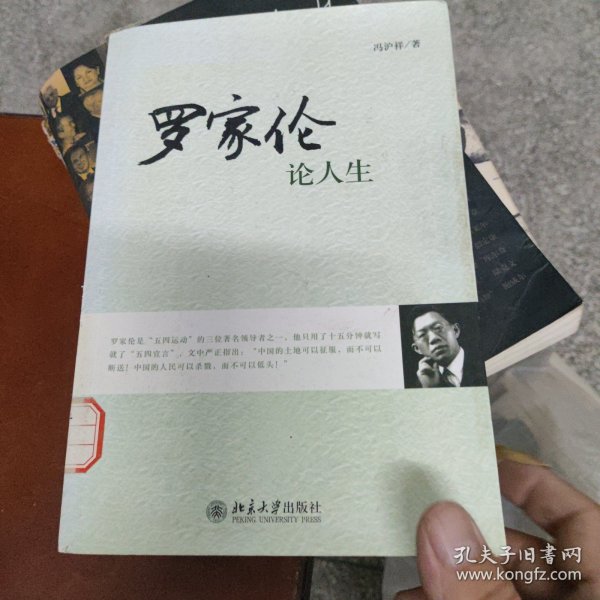 冯沪祥/著
罗家伦
论人生
罗家伦是“五四运动”的三位著名领导者之一，他只用了十五分钟就写
就了“五四宣言”，文中严正指出：“中国的土地可以征服，而不可以
断送！中国的人民可以杀戮，而不可以低头！”
北京大学出版社
PEKING UNIVERSITY PRESS
孔夫子旧书网
www.kongfz.com